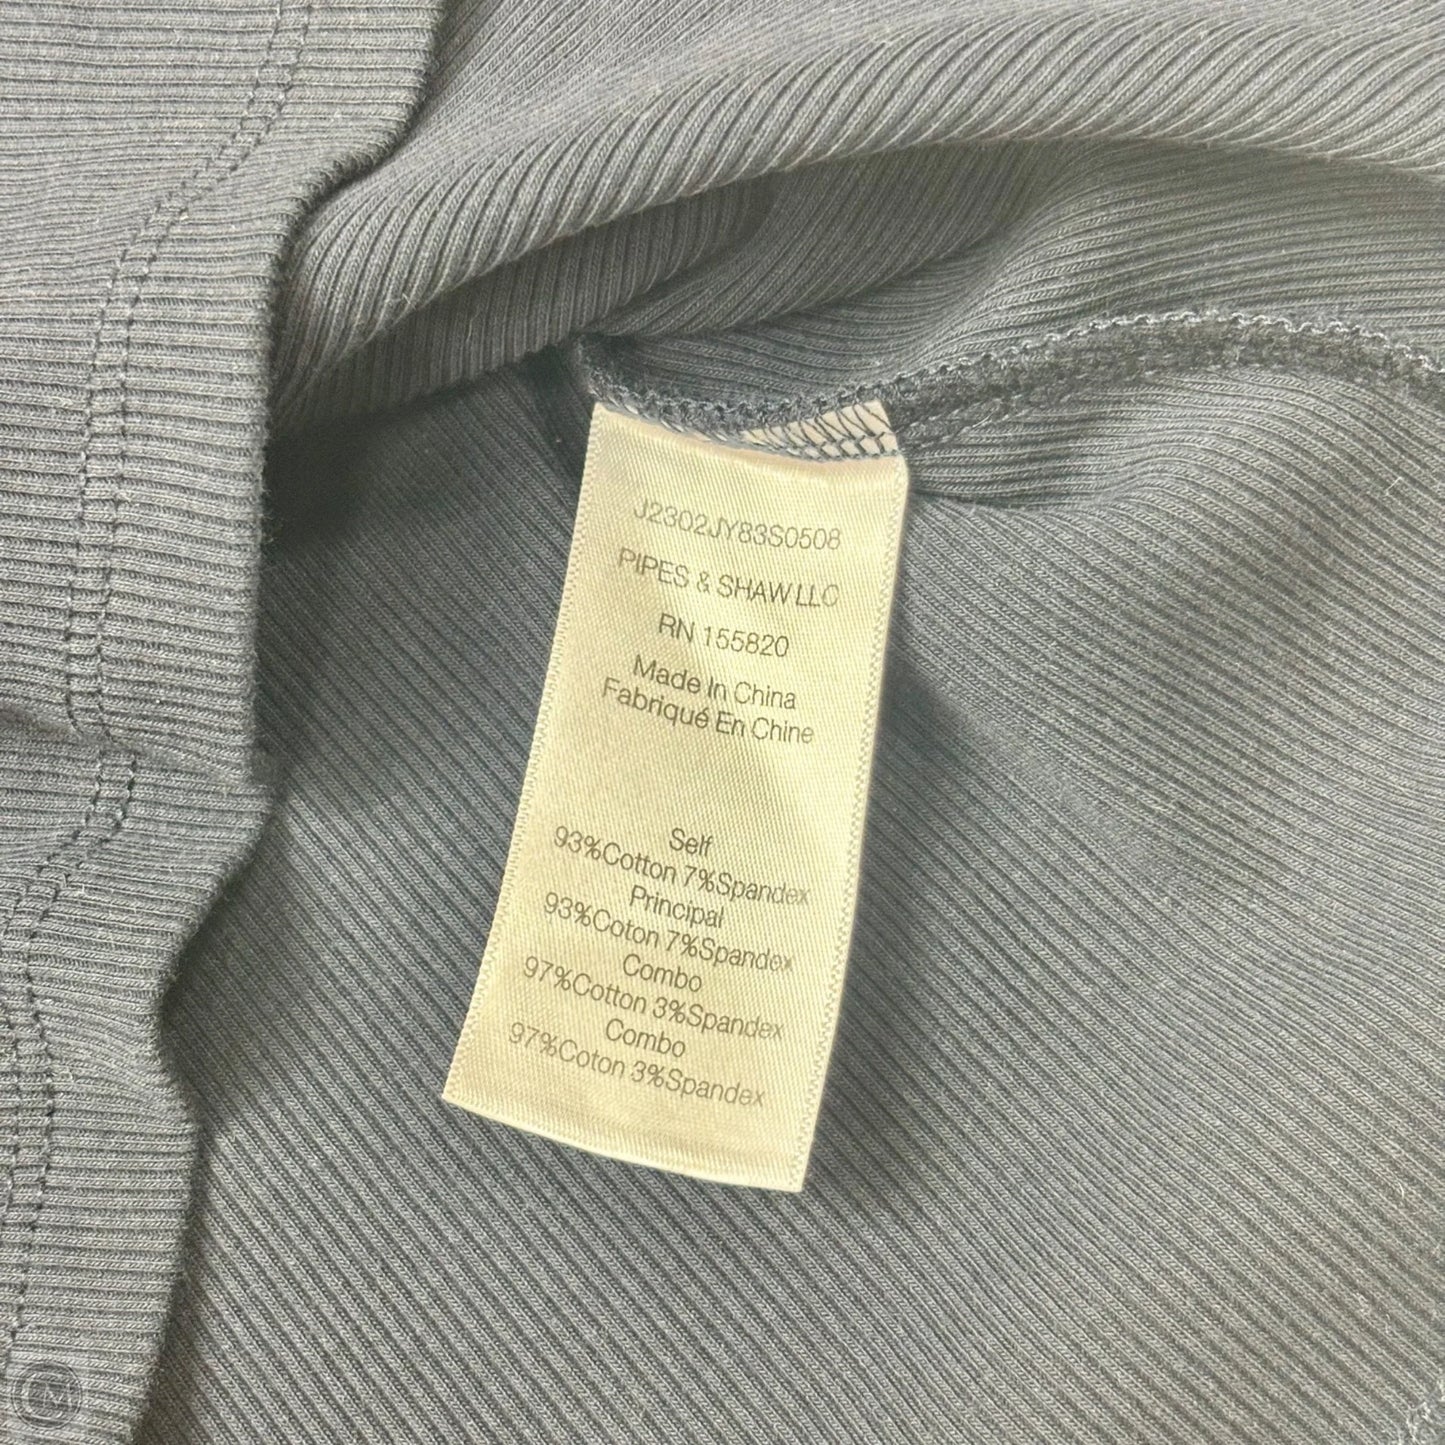 J2302JY83S0508
PIPES & SHAW LLC
RN 155820
Made In China
Fabriqué En Chine
Self
93%Cotton 7%Spandex
Principal
93%Coton 7%Spandex
Combo
97%Cotton 3%Spandex
Combo
97%Coton 3%Spandex